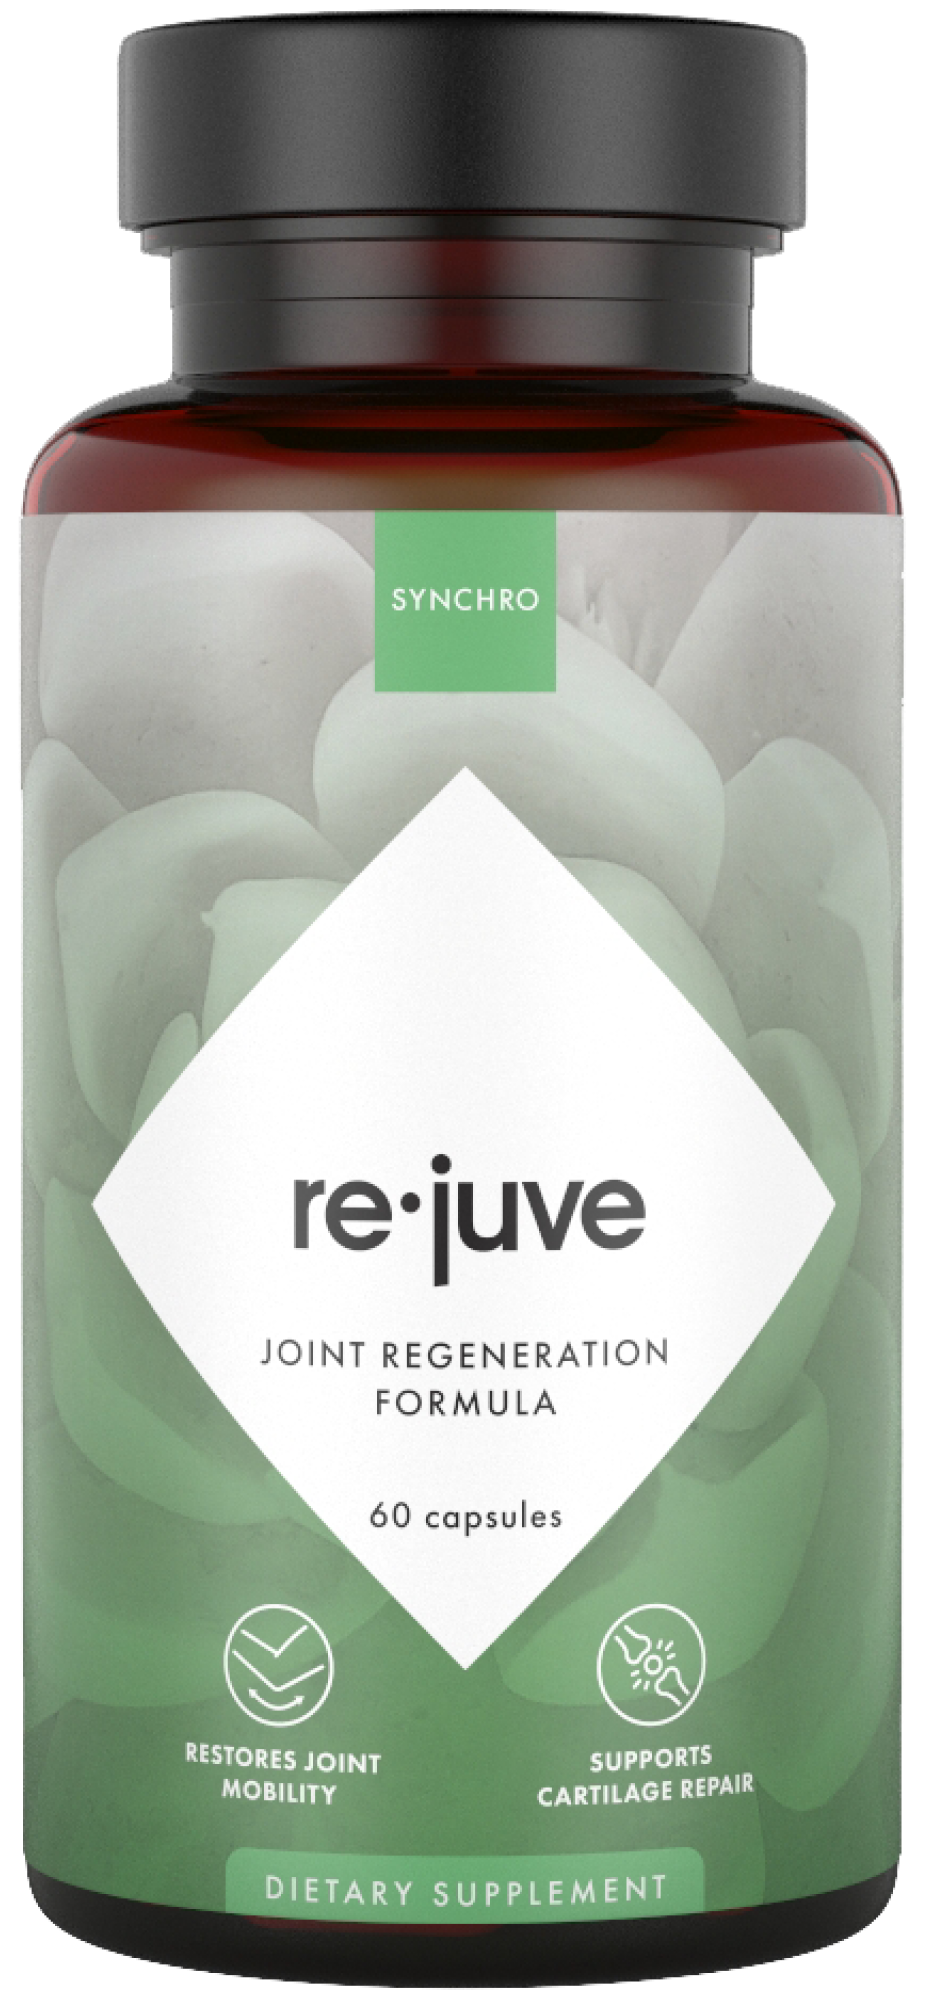 SYNCHRO
re•juve
JOINT REGENERATION
FORMULA
60 capsules
RESTORES JOINT
MOBILITY
SUPPORTS
CARTILAGE REPAIR
DIETARY SUPPLEMENT